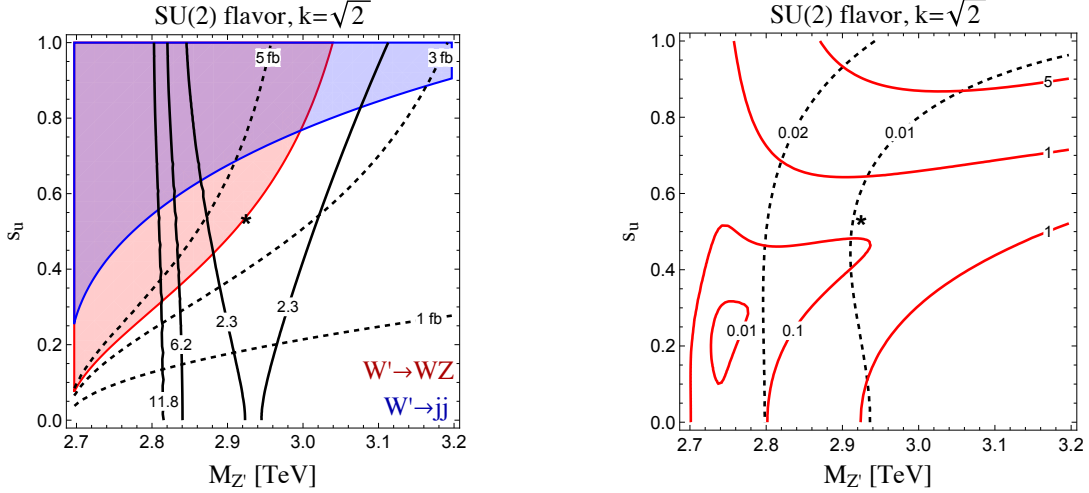 SU(2) flavor, k=√2
1.0
0.8
0.6
0.4
0.2
0.0
s_u
5 fb
3 fb
2.3
2.3
1 fb
6.2
11.8
W'→WZ
W'→jj
2.7 2.8 2.9 3.0 3.1 3.2
M_Z' [TeV]
SU(2) flavor, k=√2
1.0
0.8
0.6
0.4
0.2
0.0
s_u
5
0.02
0.01
1
1
0.01
0.1
2.7 2.8 2.9 3.0 3.1 3.2
M_Z' [TeV]